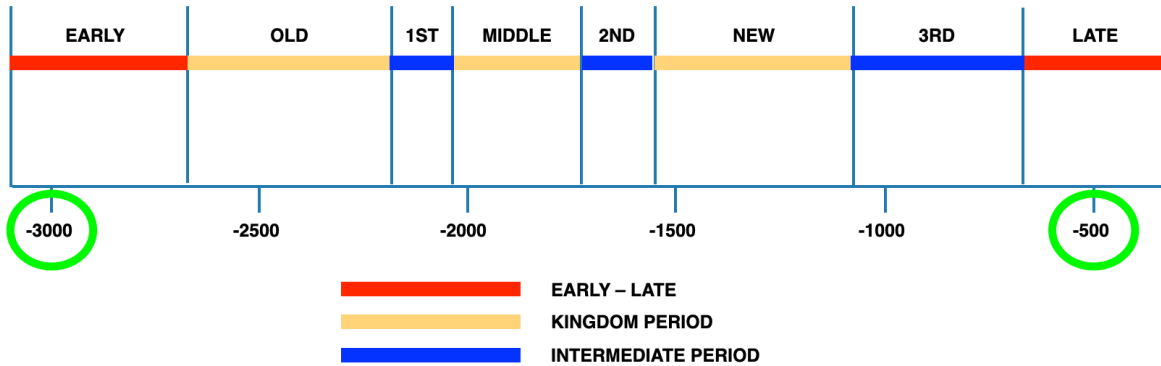 EARLY OLD 1ST MIDDLE 2ND NEW 3RD LATE
-3000 -2500 -2000 -1500 -1000 -500
EARLY – LATE
KINGDOM PERIOD
INTERMEDIATE PERIOD